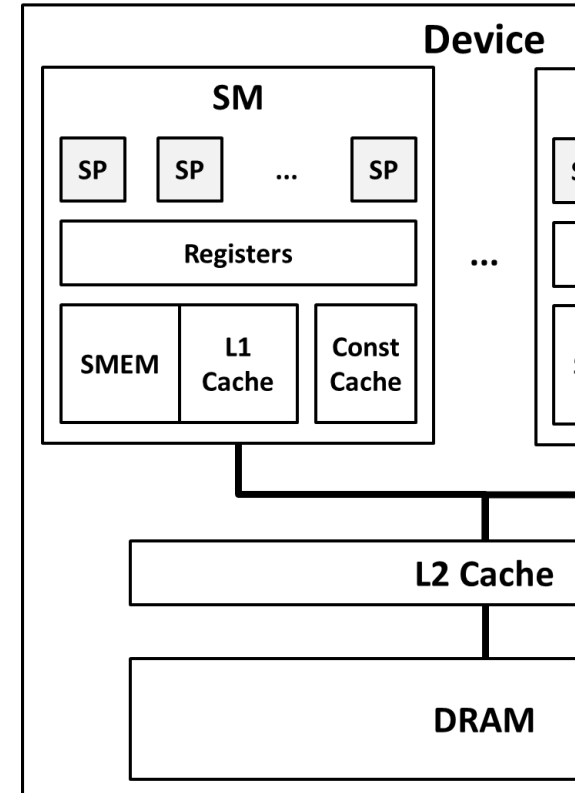 Device
SM
SP SP ... SP
Registers
...
SMEM
L1
Cache
Const
Cache
L2 Cache
DRAM